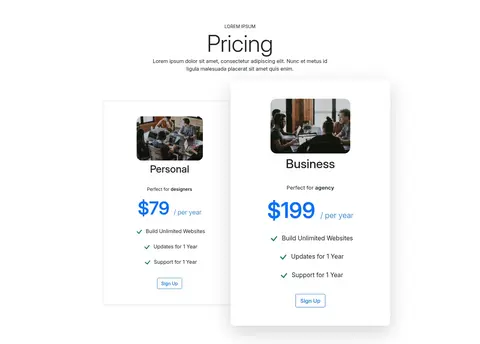 LOREM IPSUM
Pricing
Lorem ipsum dolor sit amet, consectetur adipiscing elit. Nunc et metus id
ligula malesuada placerat sit amet quis enim.
Personal
Perfect for designers
$79 / per year
Build Unlimited Websites
Updates for 1 Year
Support for 1 Year
Sign Up
Business
Perfect for agency
$199 / per year
Build Unlimited Websites
Updates for 1 Year
Support for 1 Year
Sign Up